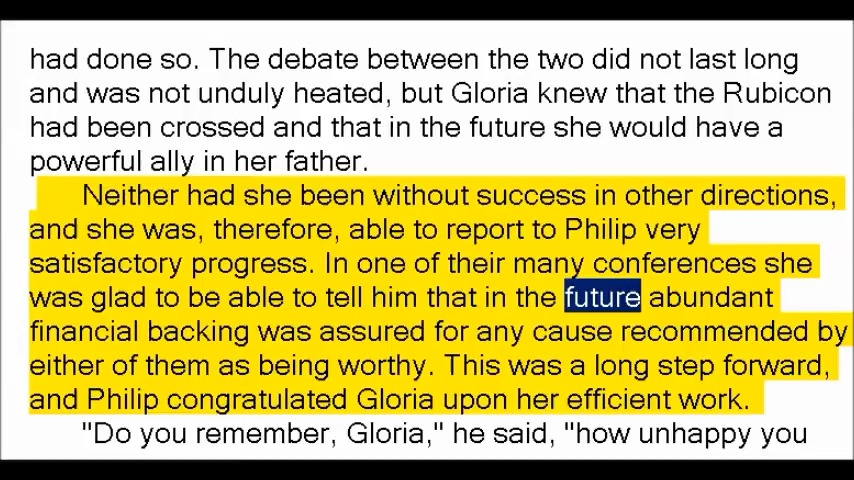 had done so. The debate between the two did not last long
and was not unduly heated, but Gloria knew that the Rubicon
had been crossed and that in the future she would have a
powerful ally in her father.
Neither had she been without success in other directions,
and she was, therefore, able to report to Philip very
satisfactory progress. In one of their many conferences she
was glad to be able to tell him that in the future abundant
financial backing was assured for any cause recommended by
either of them as being worthy. This was a long step forward,
and Philip congratulated Gloria upon her efficient work.
"Do you remember, Gloria," he said, "how unhappy you